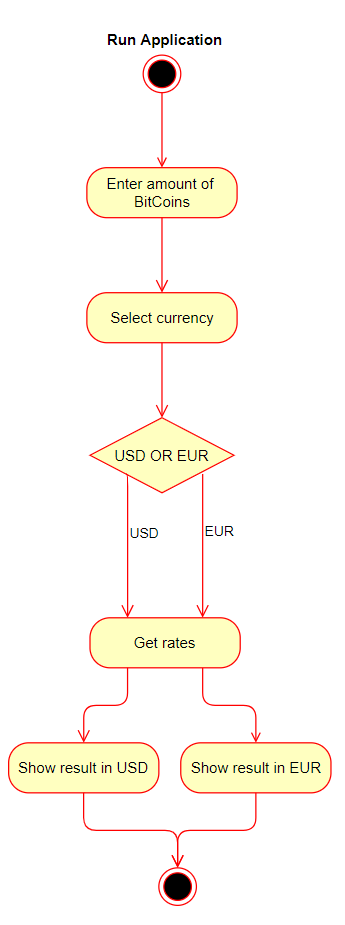 Run Application
Enter amount of
BitCoins
Select currency
USD OR EUR
USD
EUR
Get rates
Show result in USD
Show result in EUR